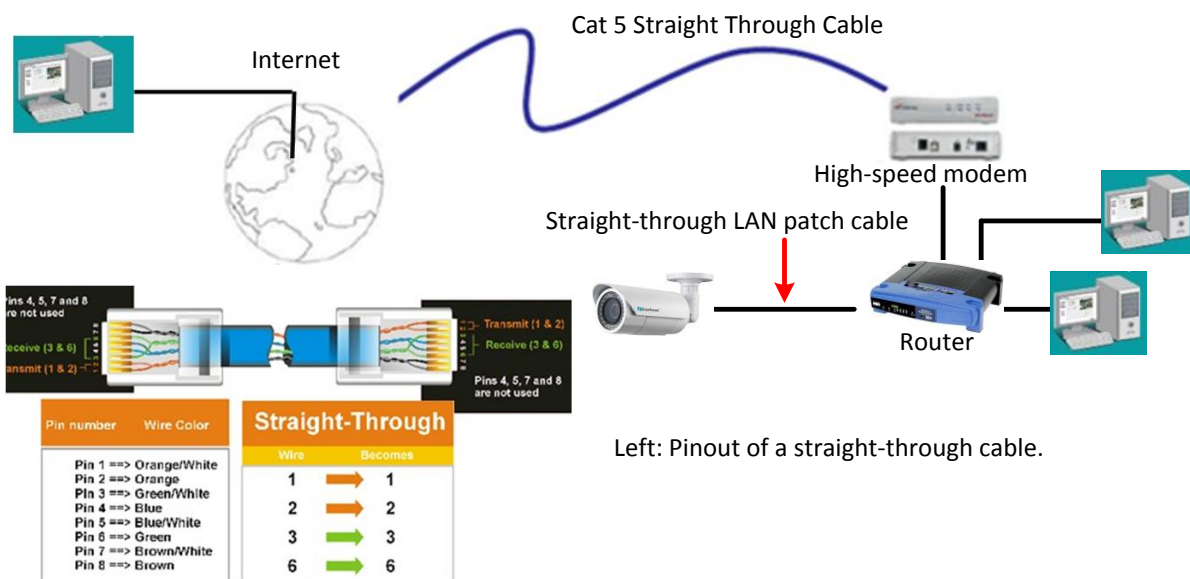 Cat 5 Straight Through Cable
Internet
High-speed modem
Straight-through LAN patch cable
Router
Pins 4, 5, 7 and 8
are not used
Receive (3 & 6)
Transmit (1 & 2)
Transmit (1 & 2)
Receive (3 & 6)
Pins 4, 5, 7 and 8
are not used
Pin number Wire Color
Pin 1 ==> Orange/White
Pin 2 ==> Orange
Pin 3 ==> Green/White
Pin 4 ==> Blue
Pin 5 ==> Blue/White
Pin 6 ==> Green
Pin 7 ==> Brown/White
Pin 8 ==> Brown
Straight-Through
Wire Becomes
1 1
2 2
3 3
6 6
Left: Pinout of a straight-through cable.